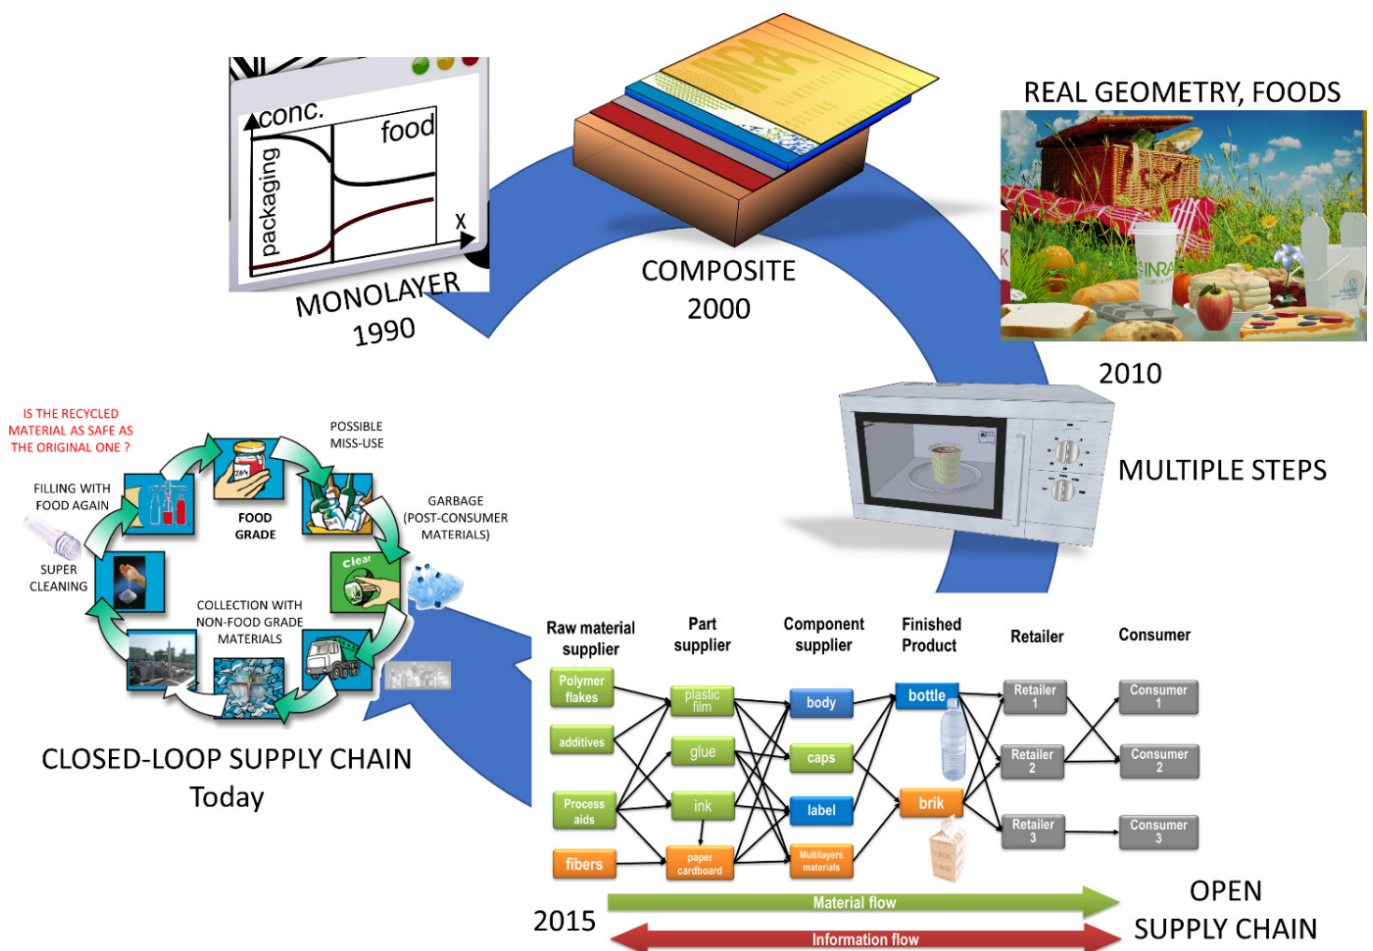 conc.
food
packaging
x
MONOLAYER
1990
INRA
COMPOSITE
2000
REAL GEOMETRY, FOODS
INRA
2010
MULTIPLE STEPS
IS THE RECYCLED
MATERIAL AS SAFE AS
THE ORIGINAL ONE ?
POSSIBLE
MISS-USE
FILLING WITH
FOOD AGAIN
FOOD
GRADE
GARBAGE
(POST-CONSUMER
MATERIALS)
Clear
SUPER
CLEANING
COLLECTION WITH
NON-FOOD GRADE
MATERIALS
CLOSED-LOOP SUPPLY CHAIN
Today
Raw material
supplier
Part
supplier
Component
supplier
Finished
Product
Retailer
Consumer
Polymer
flakes
plastic
film
body
bottle
Retailer
1
Consumer
1
additives
glue
caps
Retailer
2
Consumer
2
Process
aids
ink
label
brik
Retailer
3
Consumer
3
fibers
paper
cardboard
Multilayers
materials
2015
Material flow
Information flow
OPEN
SUPPLY CHAIN